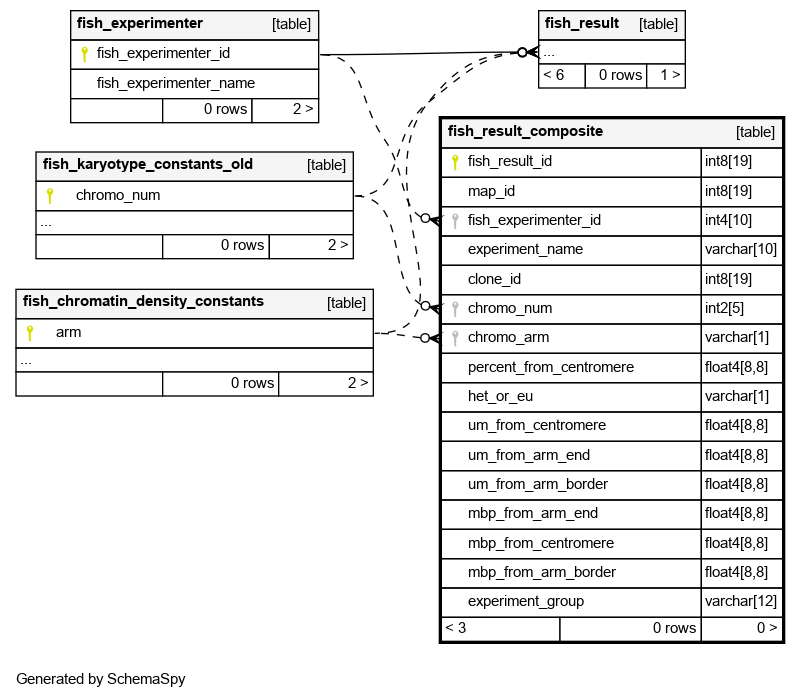 fish_experimenter [table]
fish_experimenter_id
fish_experimenter_name
0 rows 2 >
fish_result [table]
...
< 6 0 rows 1 >
fish_karyotype_constants_old [table]
chromo_num
...
0 rows 2 >
fish_chromatin_density_constants [table]
arm
...
0 rows 2 >
fish_result_composite [table]
fish_result_id int8[19]
map_id int8[19]
fish_experimenter_id int4[10]
experiment_name varchar[10]
clone_id int8[19]
chromo_num int2[5]
chromo_arm varchar[1]
percent_from_centromere float4[8,8]
het_or_eu varchar[1]
um_from_centromere float4[8,8]
um_from_arm_end float4[8,8]
um_from_arm_border float4[8,8]
mbp_from_arm_end float4[8,8]
mbp_from_centromere float4[8,8]
mbp_from_arm_border float4[8,8]
experiment_group varchar[12]
< 3 0 rows 0 >
Generated by SchemaSpy